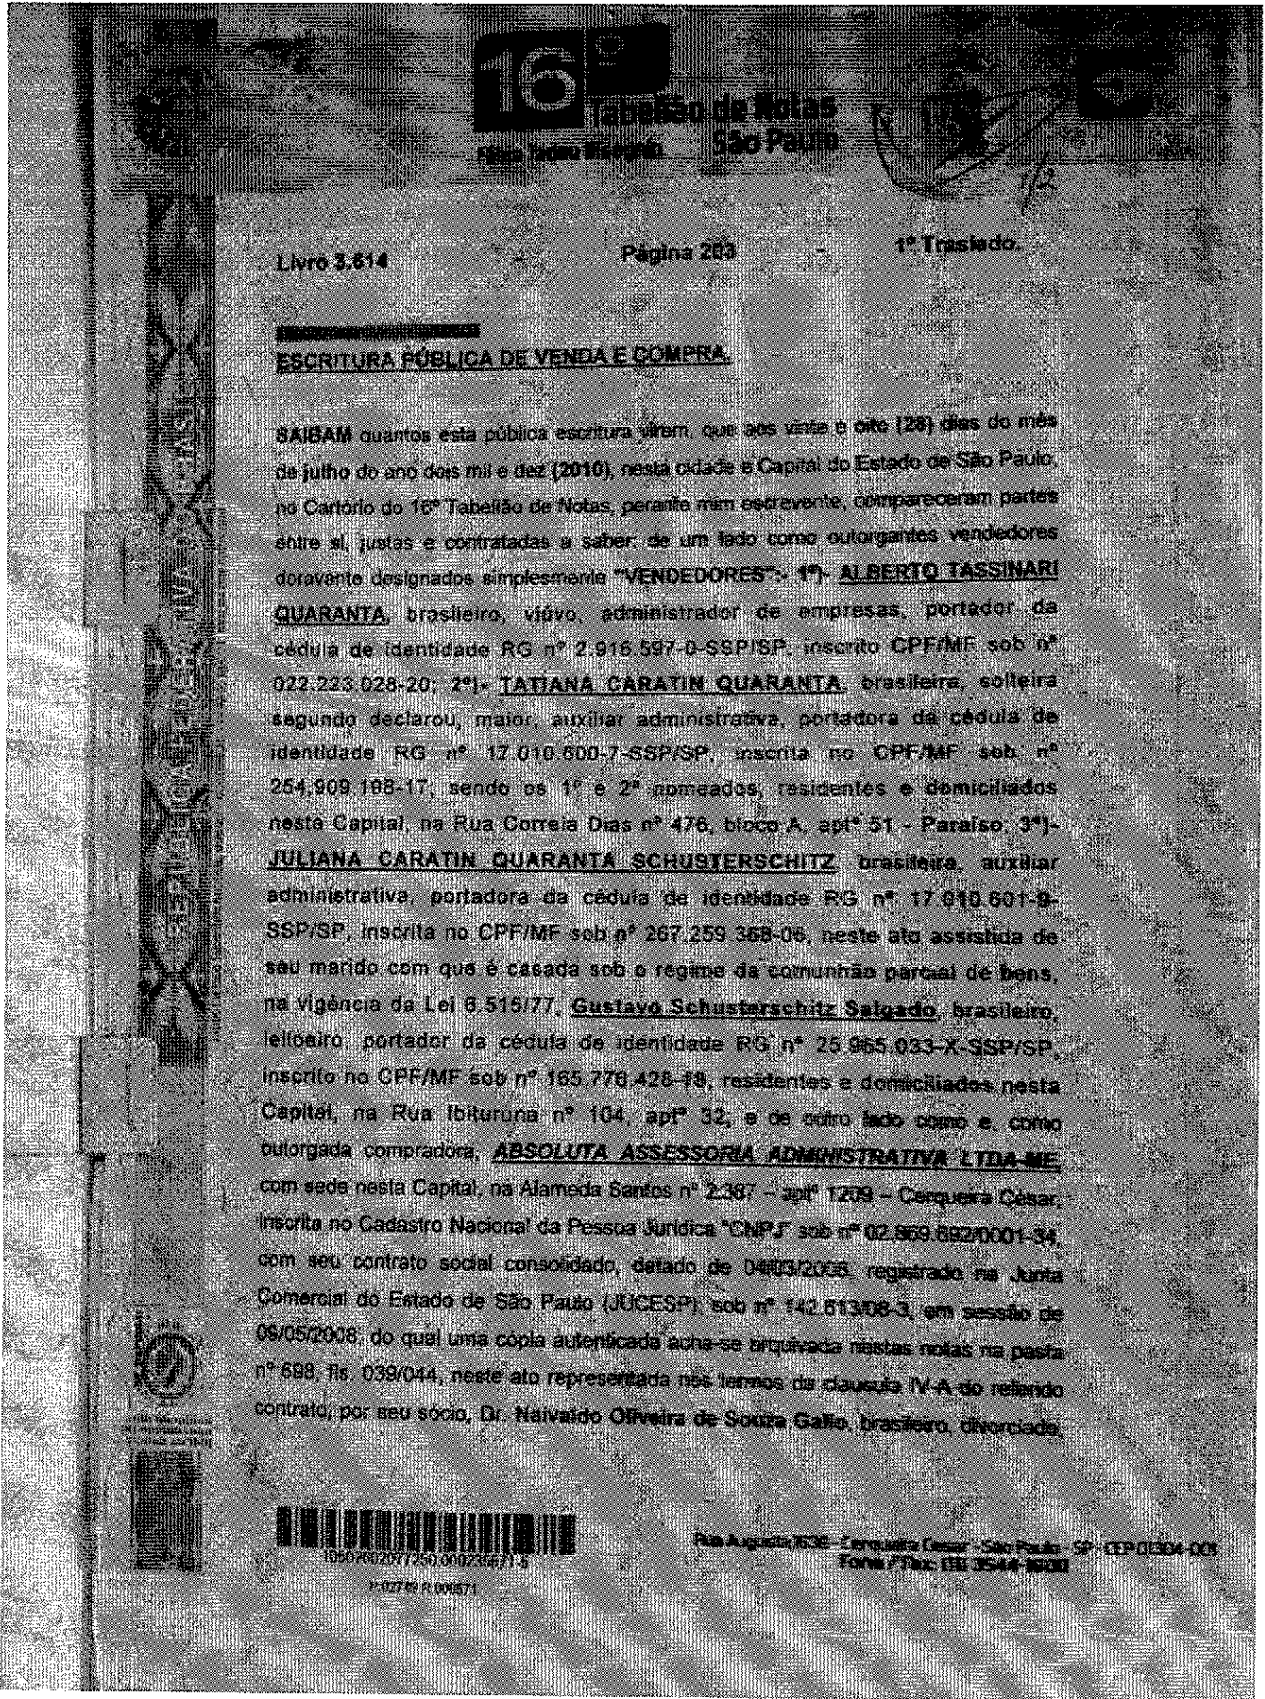 16º
Tabelião de Notas
São Paulo
1/2
Livro 3.614 - Página 203 - 1º Traslado.
ESCRITURA PÚBLICA DE VENDA E COMPRA.
SAIBAM quantos esta pública escritura virem, que aos vinte e oito (28) dias do mês
de julho do ano dois mil e dez (2010), nesta cidade e Capital do Estado de São Paulo,
no Cartório do 16º Tabelião de Notas, perante mim escrevente, compareceram partes
entre si, justas e contratadas a saber: de um lado como outorgantes vendedores
doravante designados simplesmente "VENDEDORES":- 1º)- ALBERTO TASSINARI
QUARANTA, brasileiro, viúvo, administrador de empresas, portador da
cédula de identidade RG nº 2.916.597-0-SSP/SP, inscrito CPF/MF sob nº
022.223.028-20; 2º)- TATIANA CARATIN QUARANTA, brasileira, solteira
segundo declarou, maior, auxiliar administrativa, portadora da cédula de
identidade RG nº 17.010.600-7-SSP/SP, inscrita no CPF/MF sob nº
254.909.108-17, sendo os 1º e 2ª nomeados, residentes e domiciliados
nesta Capital, na Rua Correia Dias nº 476, bloco A, aptº 51 - Paraíso; 3ª)-
JULIANA CARATIN QUARANTA SCHUSTERSCHITZ, brasileira, auxiliar
administrativa, portadora da cédula de identidade RG nº 17.010.601-9-
SSP/SP, inscrita no CPF/MF sob nº 267.259.368-06, neste ato assistida de
seu marido com que é casada sob o regime da comunhão parcial de bens,
na vigência da Lei 6.515/77, Gustavo Schusterschitz Salgado, brasileiro,
leiloeiro, portador da cédula de identidade RG nº 25.965.033-X-SSP/SP,
inscrito no CPF/MF sob nº 165.778.428-18, residentes e domiciliados nesta
Capital, na Rua Ibituruna nº 104, aptº 32; e de outro lado como e, como
outorgada compradora, ABSOLUTA ASSESSORIA ADMINISTRATIVA LTDA-ME,
com sede nesta Capital, na Alameda Santos nº 2.387 – aptº 1209 – Cerqueira César,
inscrita no Cadastro Nacional da Pessoa Jurídica "CNPJ" sob nº 02.869.692/0001-34,
com seu contrato social consolidado, datado de registrado na Junta
Comercial do Estado de São Paulo (JUCESP), sob nº 142.613/08-3, em sessão de
09/05/2008, do qual uma cópia autenticada acha-se arquivada nestas notas na pasta
nº 698, fls. 039/044, neste ato representada nos termos da clausula IV-A do referido
contrato, por seu sócio, Dr. Naivaldo Oliveira de Souza Gallo, brasileiro, divorciado,
Rua Augusta 1638 - Cerqueira Cesar - São Paulo - SP - CEP 01304-001